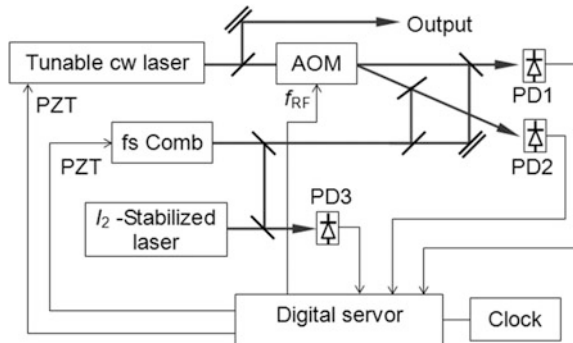 Output
Tunable cw laser
AOM
PD1
PZT
fRF
fs Comb
PD2
PZT
PD3
I2 -Stabilized
laser
Digital servor
Clock